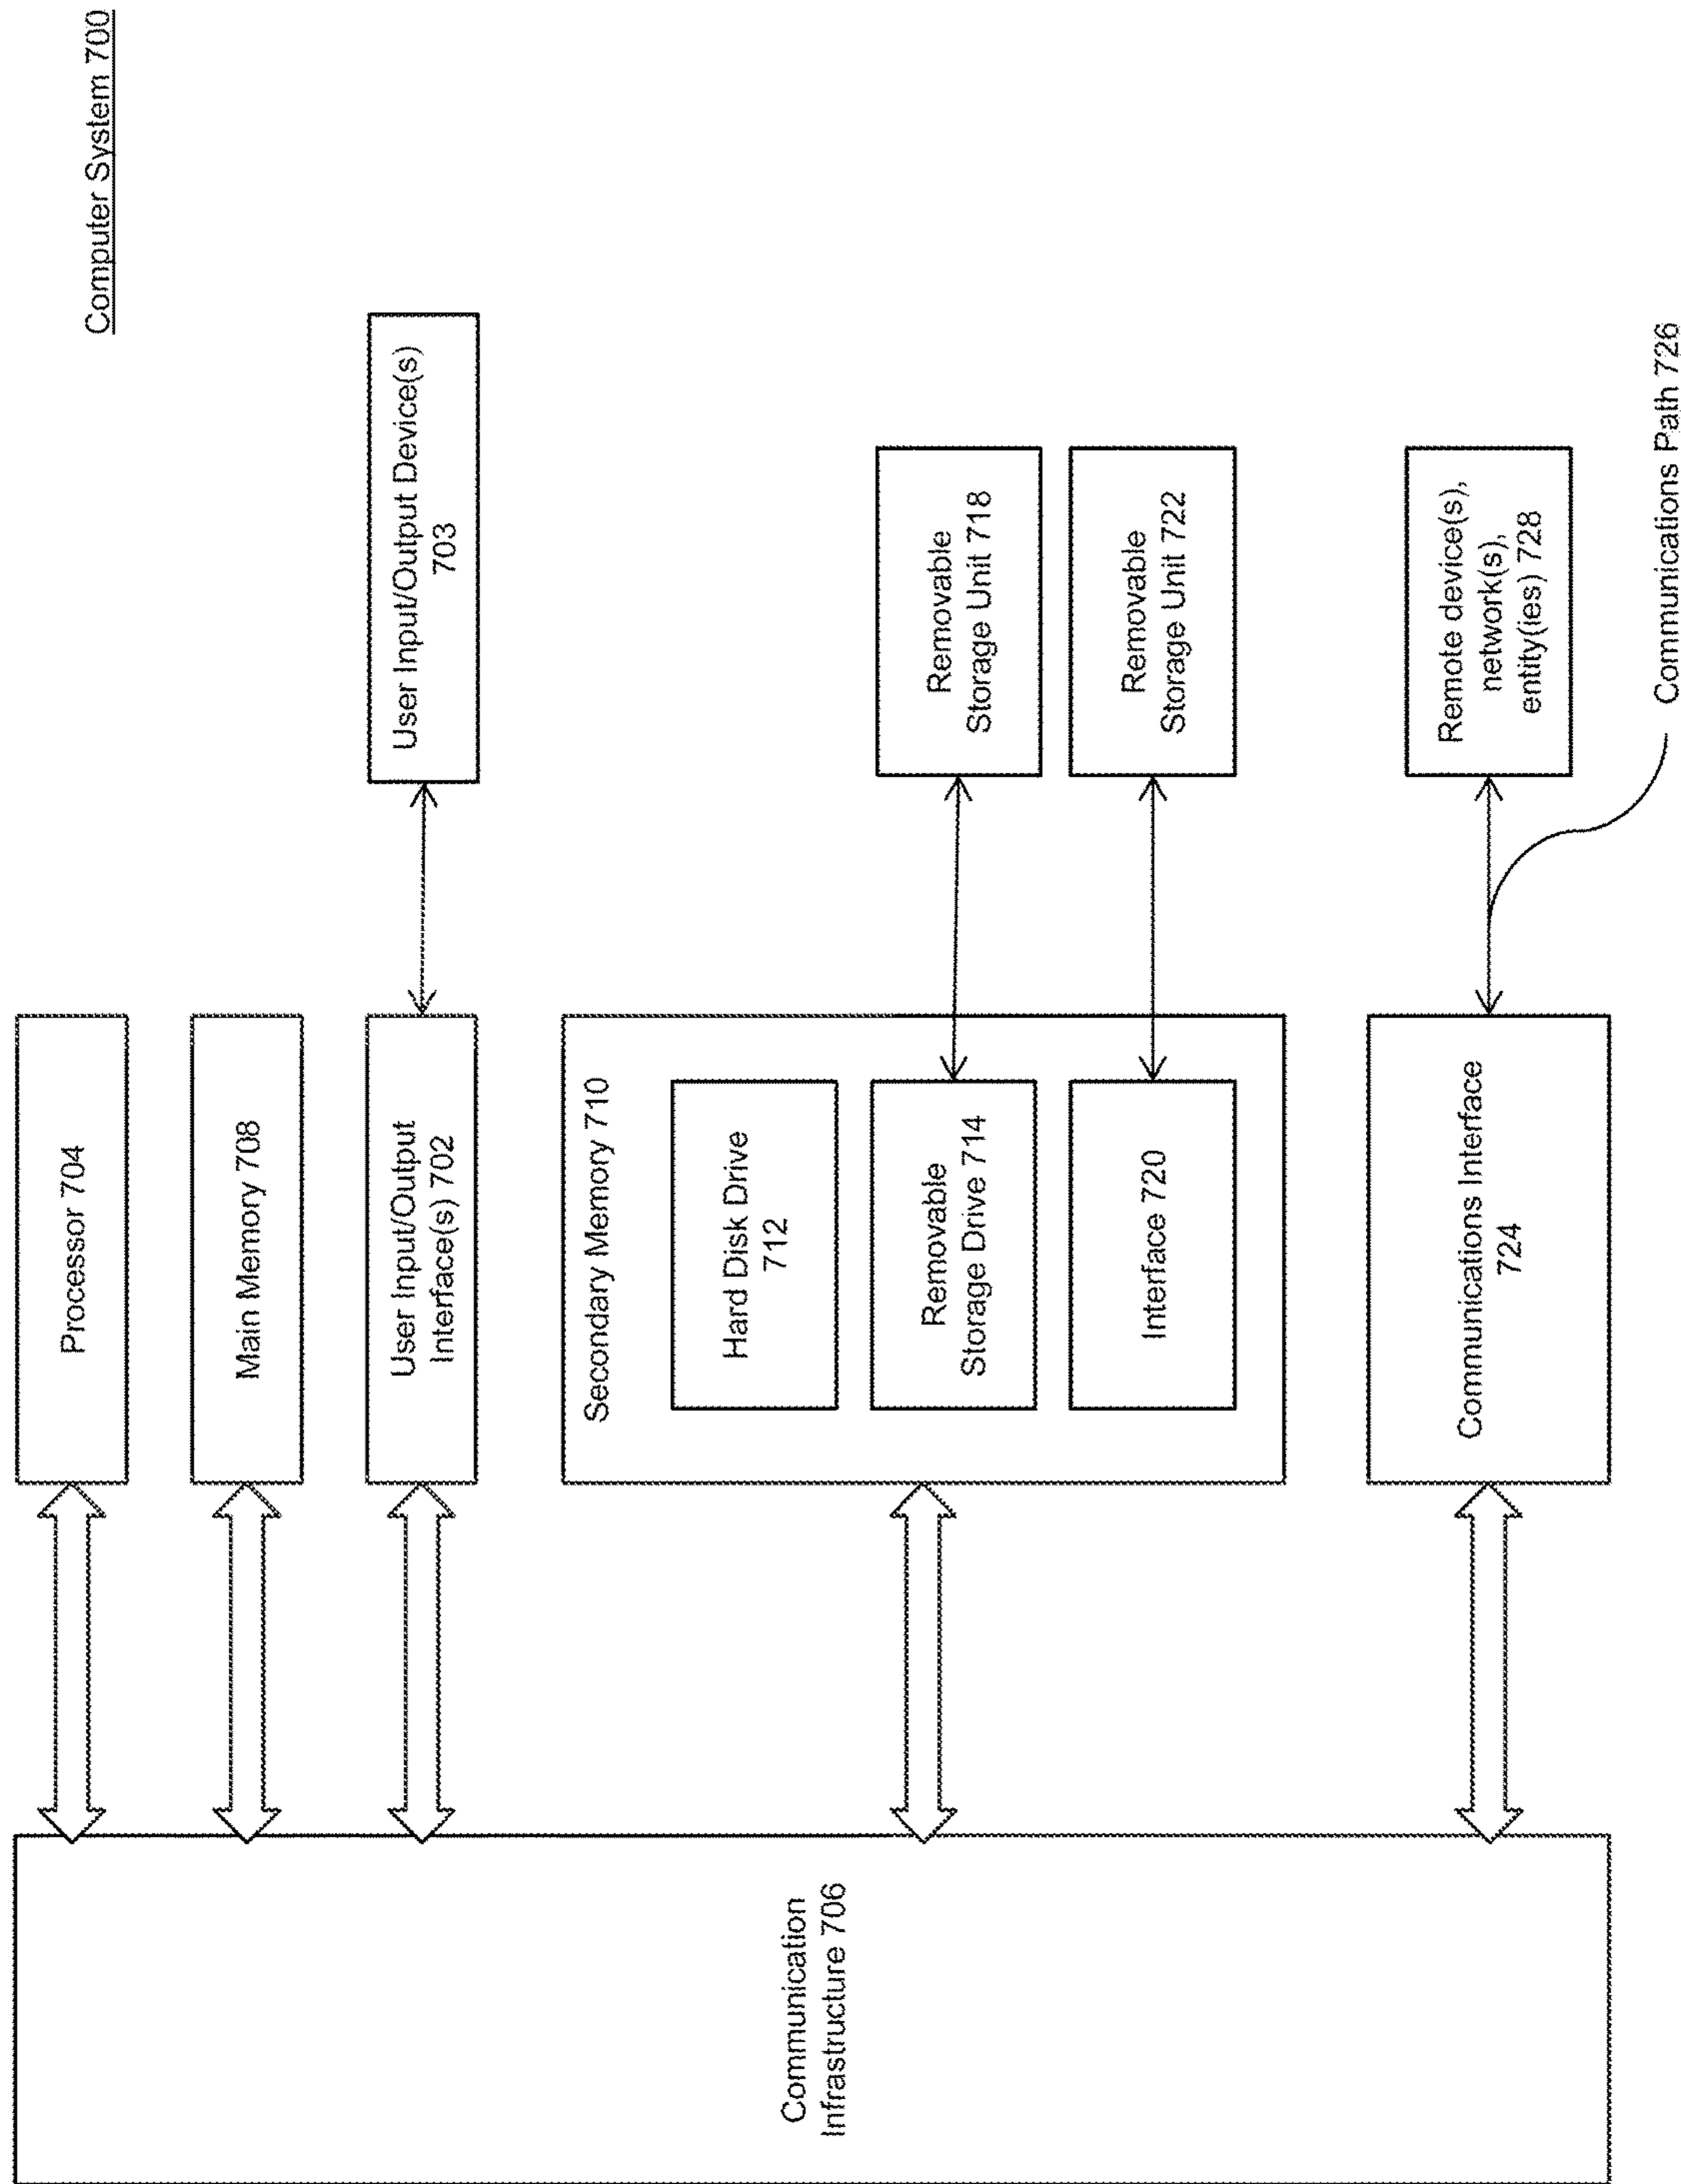 Computer System 700
Processor 704
Main Memory 708
User Input/Output
Interface(s) 702
User Input/Output Device(s)
703
Secondary Memory 710
Hard Disk Drive
712
Removable
Storage Drive 714
Removable
Storage Unit 718
Interface 720
Removable
Storage Unit 722
Communications Interface
724
Remote device(s),
network(s),
entity(ies) 728
Communications Path 726
Communication
Infrastructure 706